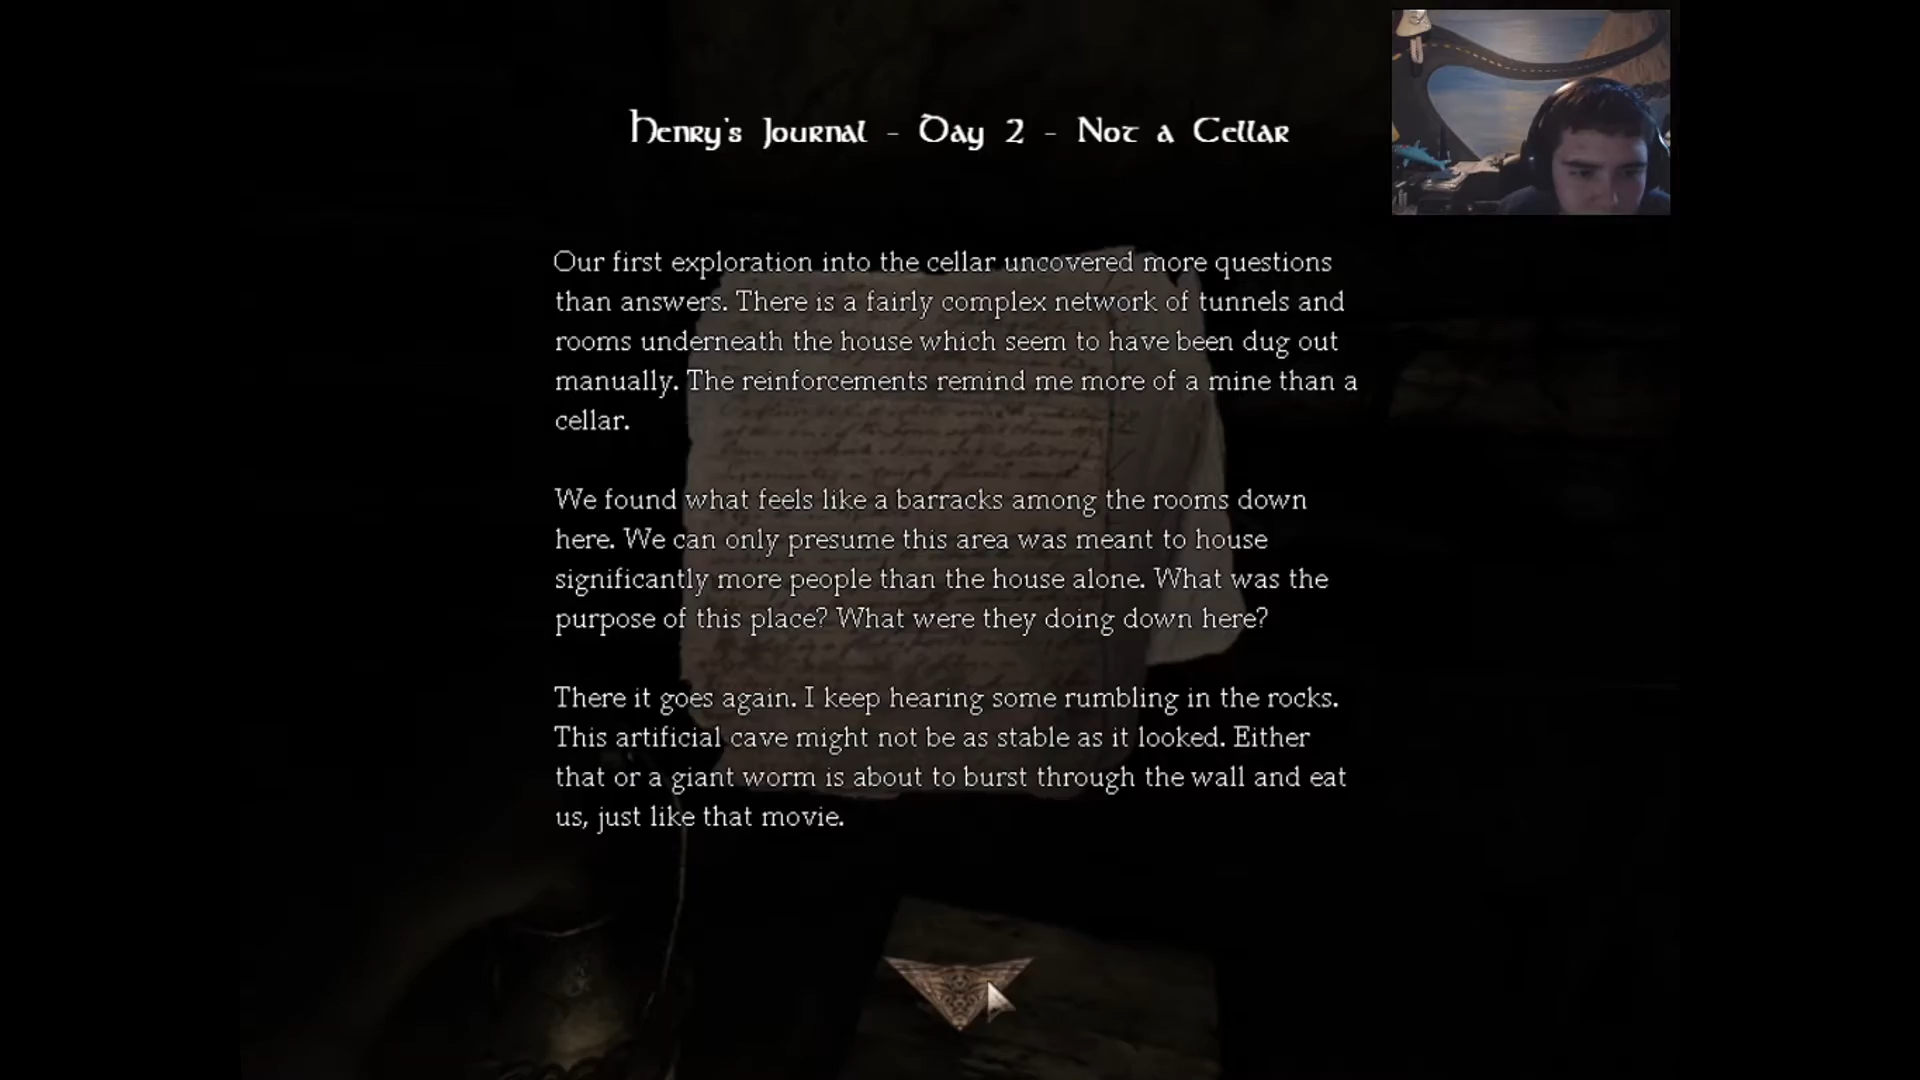 Henry's Journal - Day 2 - Not a Cellar
Our first exploration into the cellar uncovered more questions
than answers. There is a fairly complex network of tunnels and
rooms underneath the house which seem to have been dug out
manually. The reinforcements remind me more of a mine than a
cellar.
We found what feels like a barracks among the rooms down
here. We can only presume this area was meant to house
significantly more people than the house alone. What was the
purpose of this place? What were they doing down here?
There it goes again. I keep hearing some rumbling in the rocks.
This artificial cave might not be as stable as it looked. Either
that or a giant worm is about to burst through the wall and eat
us, just like that movie.